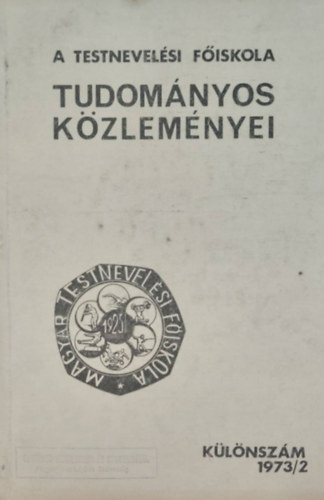 A TESTNEVELÉSI FŐISKOLA
TUDOMÁNYOS
KÖZLEMÉNYEI
MAGYAR TESTNEVELÉSI FŐISKOLA
1925
KÜLÖNSZÁM
1973/2